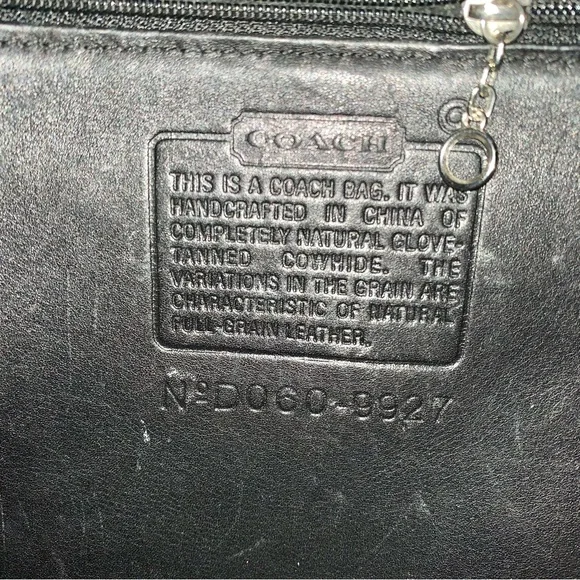 COACH
THIS IS A COACH BAG. IT WAS
HANDCRAFTED IN CHINA OF
COMPLETELY NATURAL GLOVE-
TANNED COWHIDE. THE
VARIATIONS IN THE GRAIN ARE
CHARACTERISTIC OF NATURAL
FULL-GRAIN LEATHER.
NºD060-9927